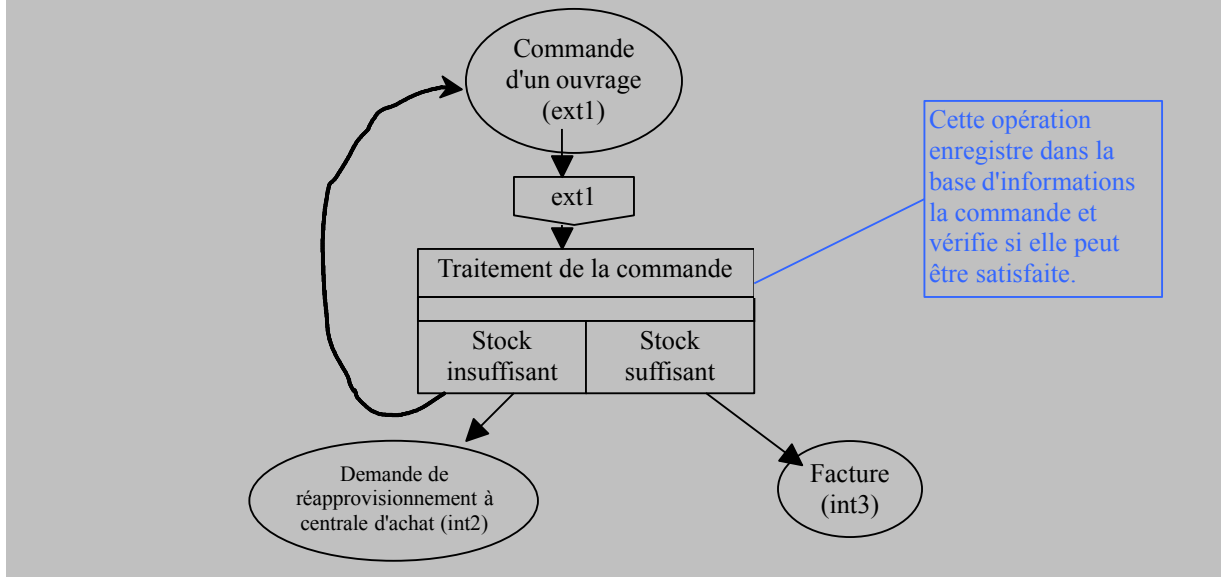 Commande
d'un ouvrage
(ext1)
ext1
Cette opération
enregistre dans la
base d'informations
la commande et
vérifie si elle peut
être satisfaite.
Traitement de la commande
Stock
insuffisant
Stock
suffisant
Demande de
réapprovisionnement à
centrale d'achat (int2)
Facture
(int3)